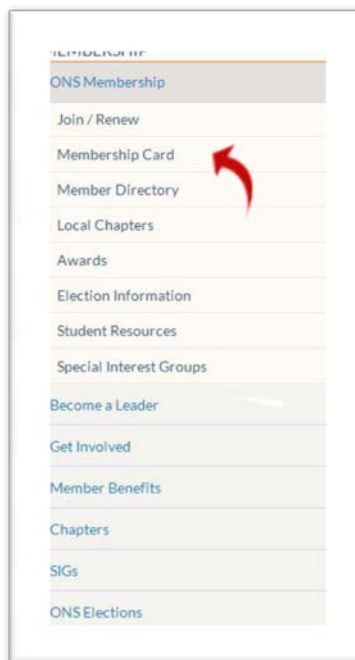 ONS Membership
Join / Renew
Membership Card
Member Directory
Local Chapters
Awards
Election Information
Student Resources
Special Interest Groups
Become a Leader
Get Involved
Member Benefits
Chapters
SIGs
ONS Elections